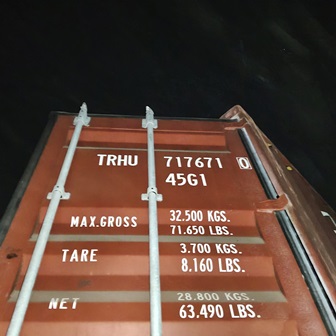 TRHU 717671 0
45G1
MAX.GROSS 32.500 KGS.
71.650 LBS.
TARE 3.700 KGS.
8.160 LBS.
NET 28.800 KGS.
63.490 LBS.